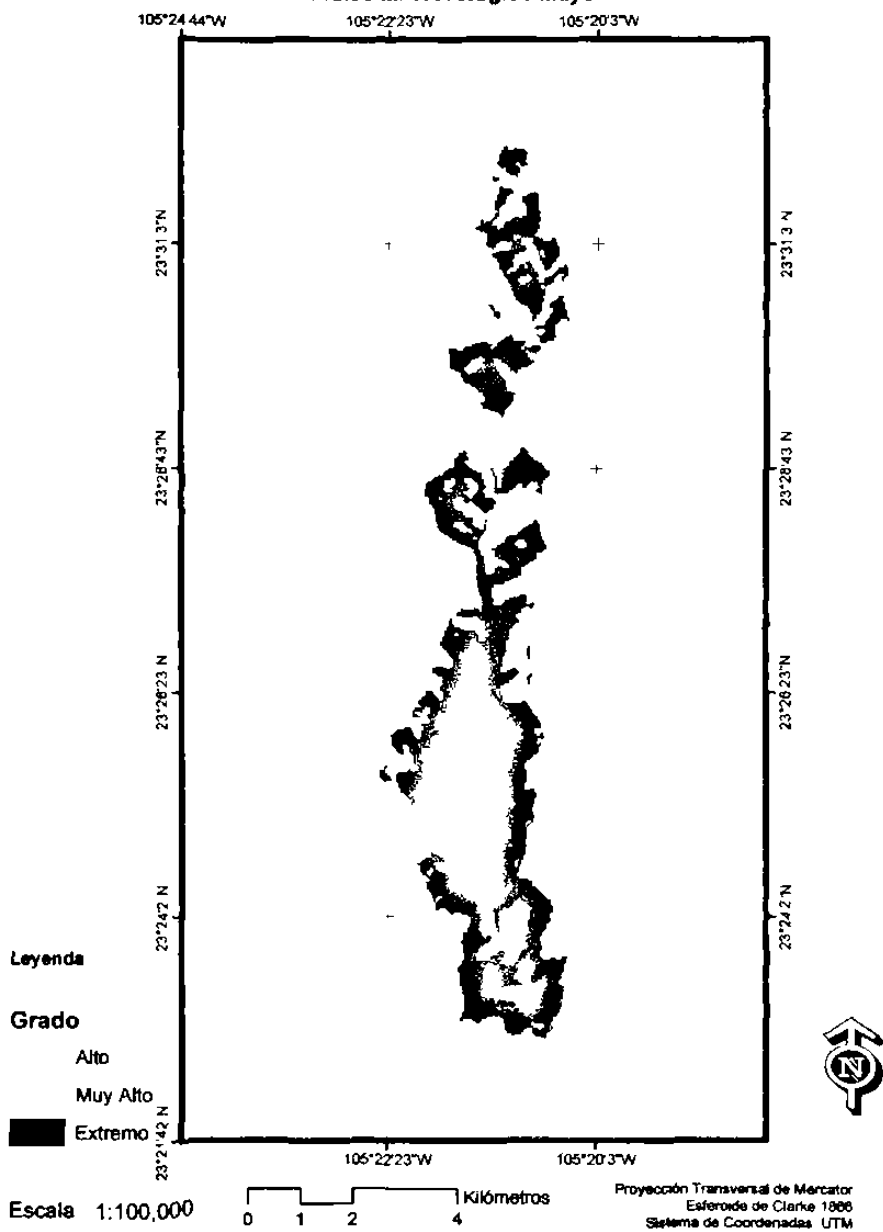 105°24'44"W 105°22'23"W 105°20'3"W
23°31'3"N 23°31'3"N
23°28'43"N 23°28'43 N
23°26'23 N 23°26'23"N
23°24'2 N 23°24'2 N
Leyenda
Grado
Alto
Muy Alto
Extremo
23°21'42 N
N
105°22'23"W 105°20'3"W
Escala 1:100,000
Kilómetros
0 1 2 4
Proyección Transversal de Mercator
Esferoide de Clarke 1866
Sistema de Coordenadas UTM